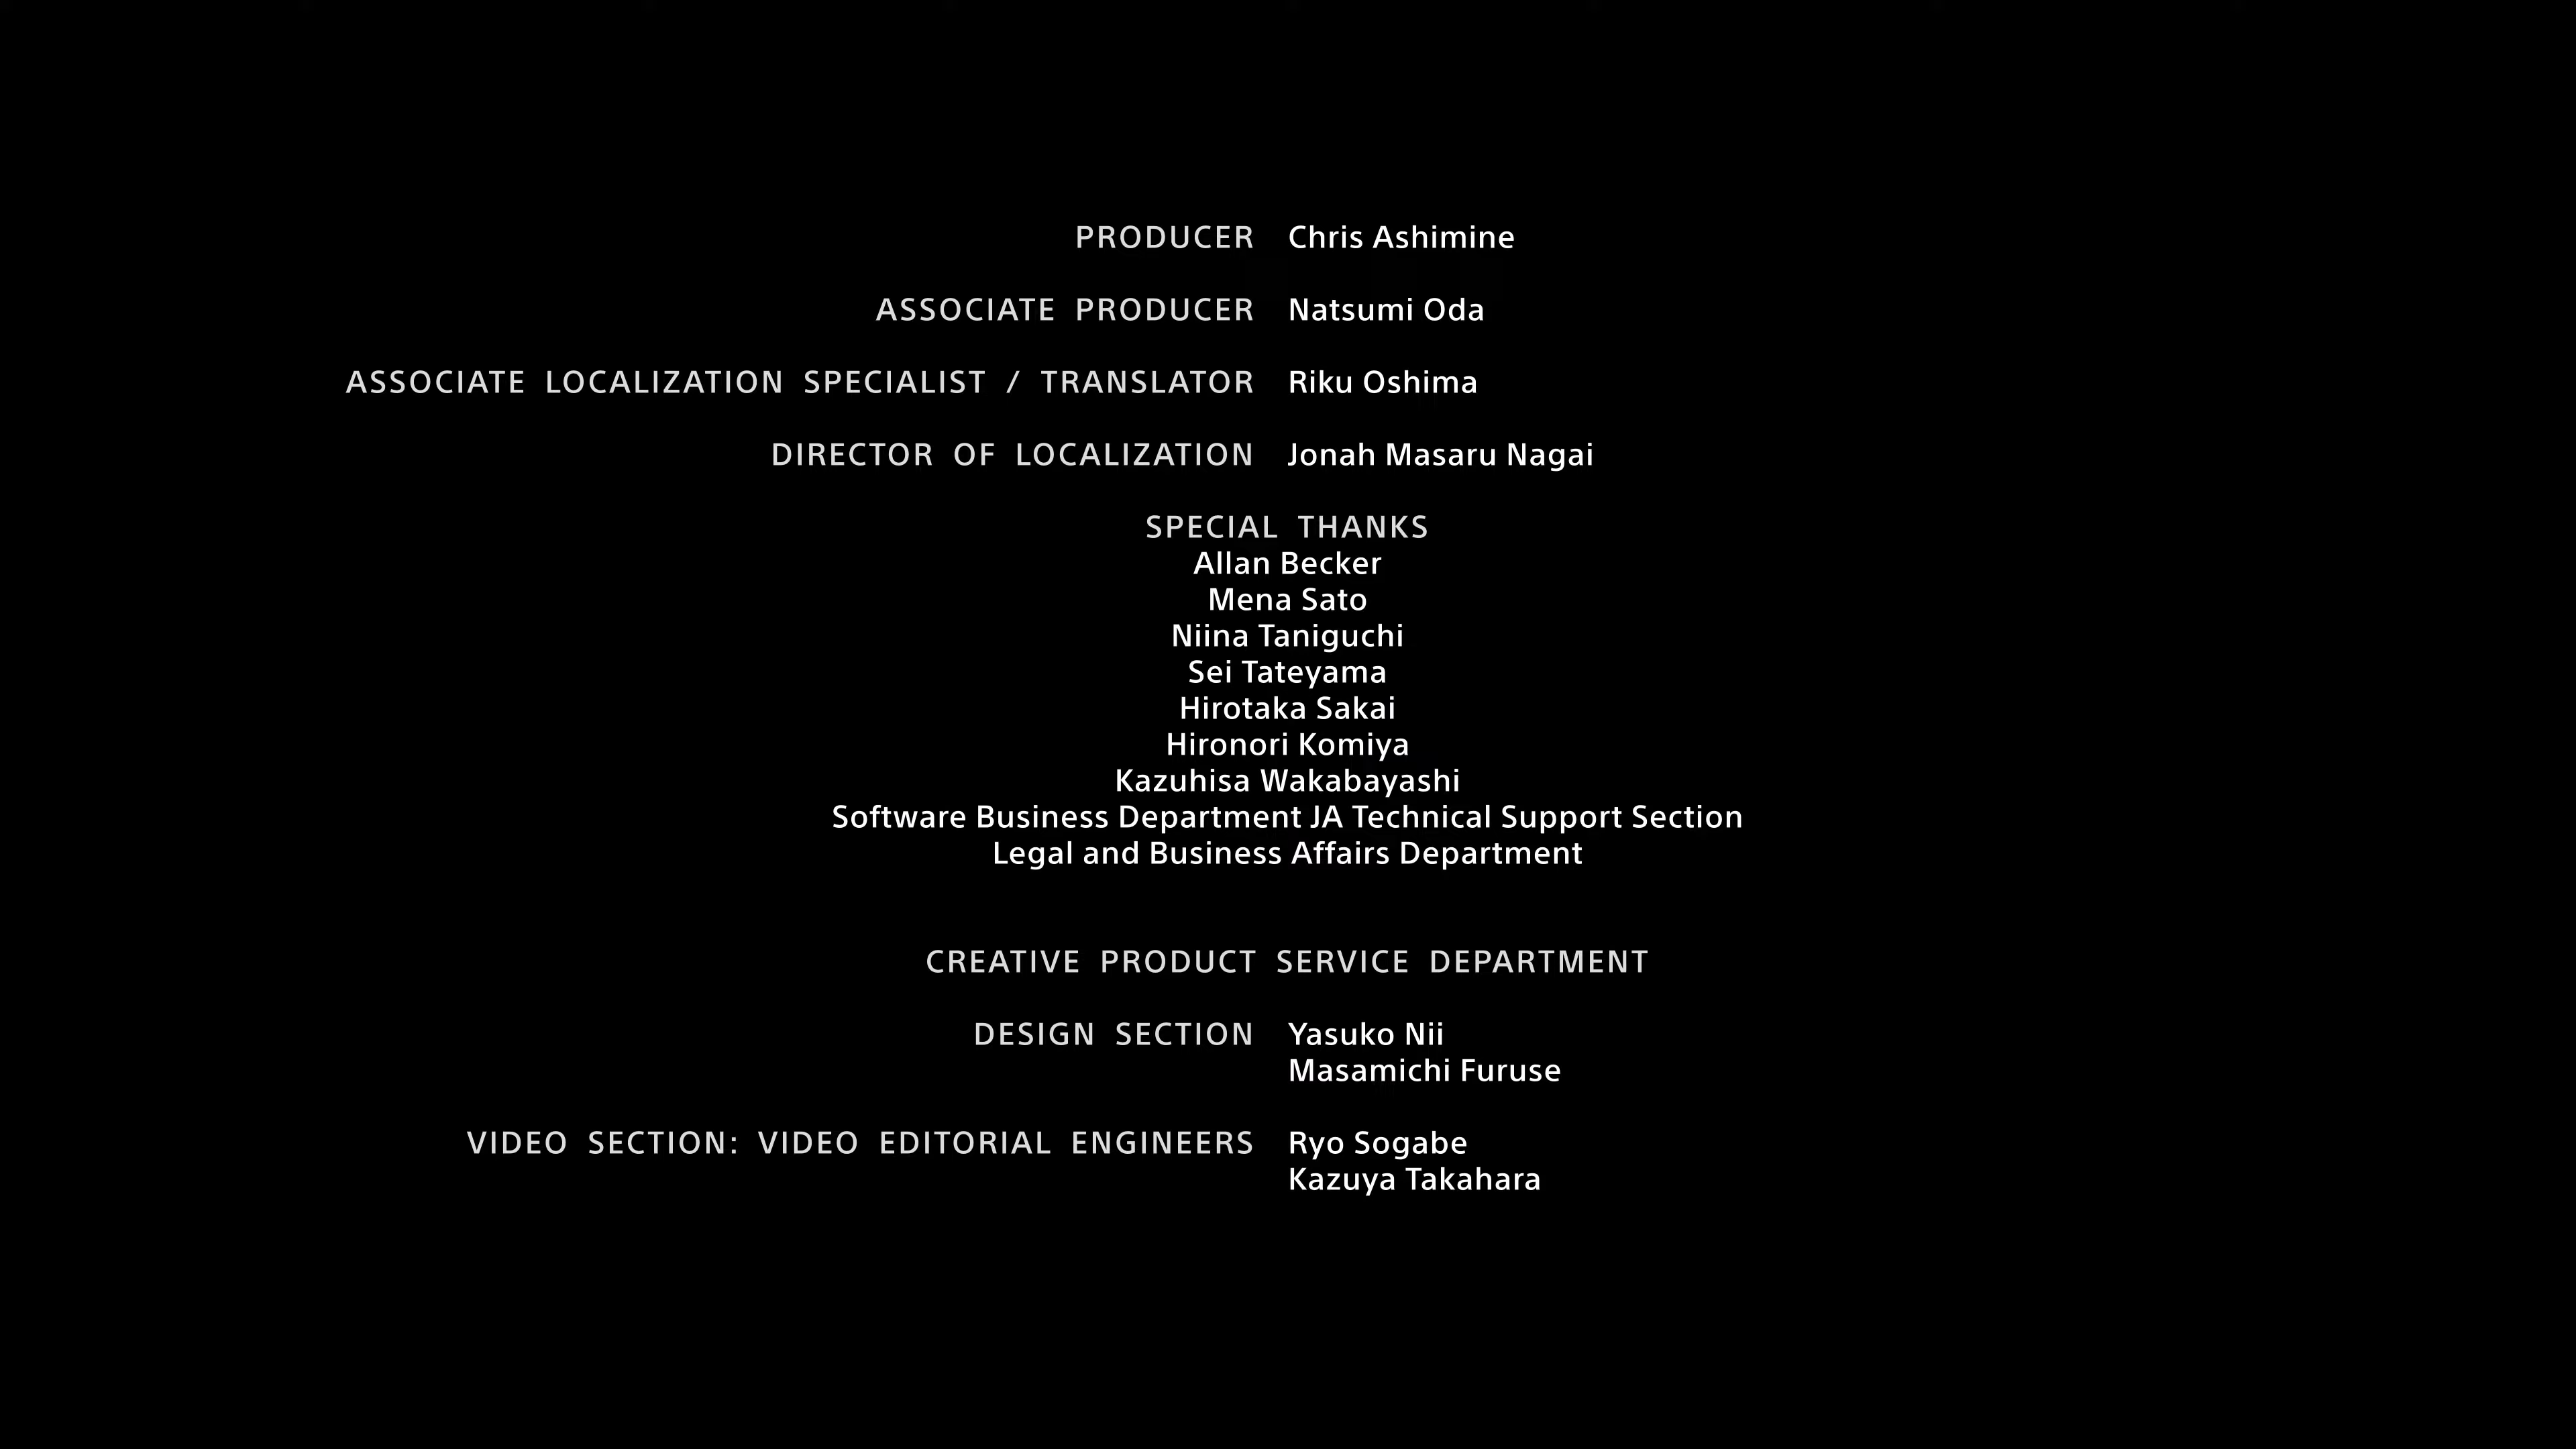 PRODUCER Chris Ashimine
ASSOCIATE PRODUCER Natsumi Oda
ASSOCIATE LOCALIZATION SPECIALIST / TRANSLATOR Riku Oshima
DIRECTOR OF LOCALIZATION Jonah Masaru Nagai
SPECIAL THANKS
Allan Becker
Mena Sato
Niina Taniguchi
Sei Tateyama
Hirotaka Sakai
Hironori Komiya
Kazuhisa Wakabayashi
Software Business Department JA Technical Support Section
Legal and Business Affairs Department
CREATIVE PRODUCT SERVICE DEPARTMENT
DESIGN SECTION Yasuko Nii
Masamichi Furuse
VIDEO SECTION: VIDEO EDITORIAL ENGINEERS Ryo Sogabe
Kazuya Takahara